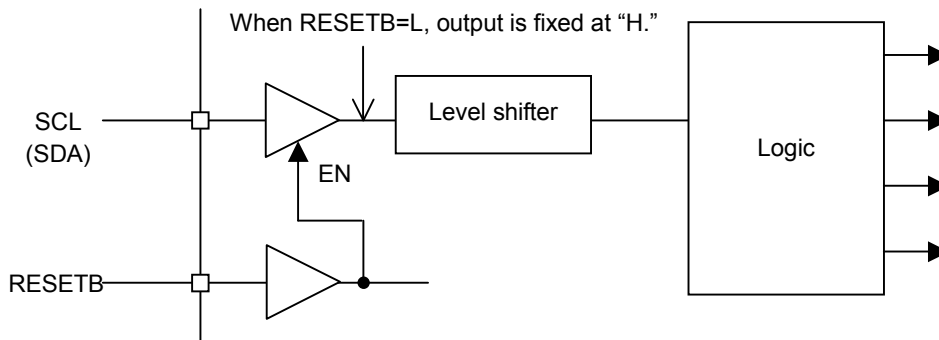 When RESETB=L, output is fixed at “H.”
SCL
(SDA)
Level shifter
Logic
EN
RESETB